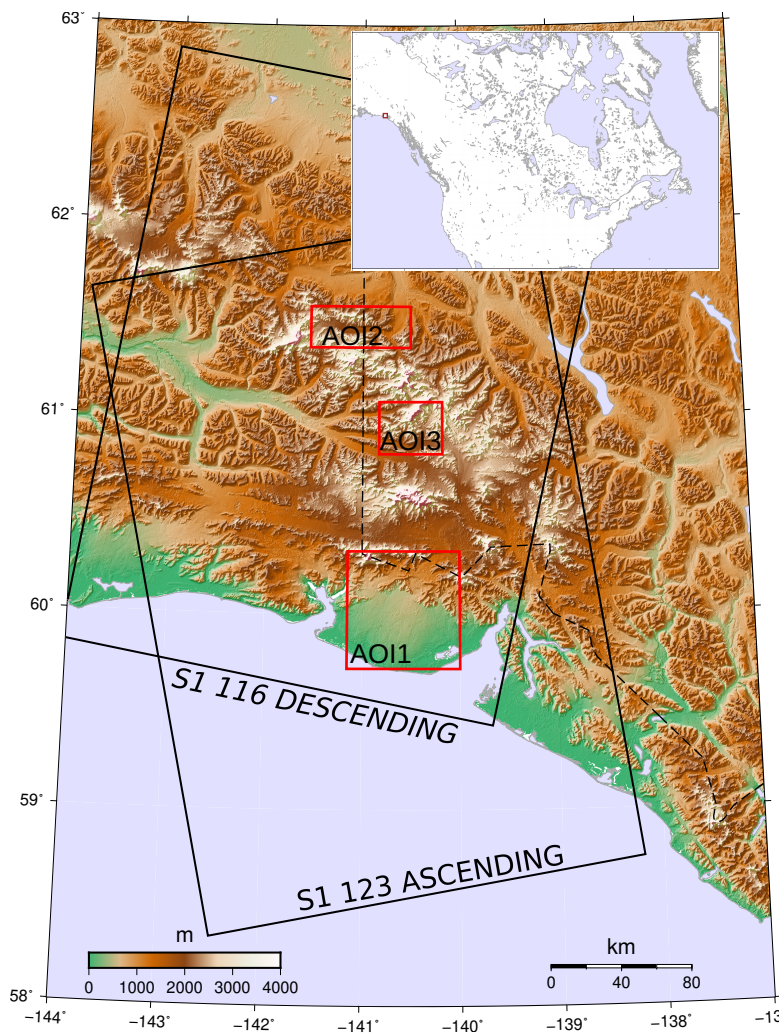 63˚
62˚
AOI2
61˚
AOI3
60˚
AOI1
S1 116 DESCENDING
59˚
S1 123 ASCENDING
m
km
0 1000 2000 3000 4000
0 40 80
58˚
−144˚ −143˚ −142˚ −141˚ −140˚ −139˚ −138˚ −13